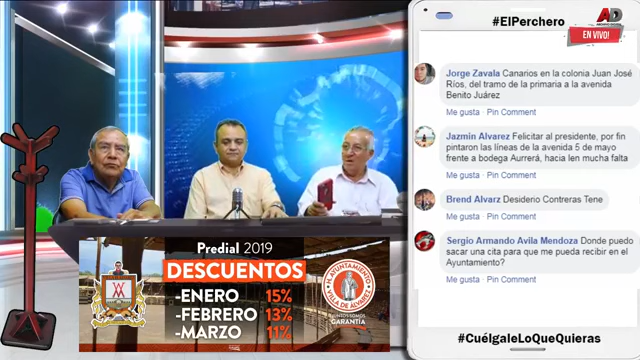 #ElPerchero
AD
EN VIVO!
Jorge Zavala Canarios en la colonia Juan José
Ríos, del tramo de la primaria a la avenida
Benito Juárez
Me gusta · Pin Comment
Jazmin Alvarez Felicitar al presidente, por fin
pintaron las líneas de la avenida 5 de mayo
frente a bodega Aurrerá, hacia len mucha falta
Me gusta · Pin Comment
Brend Alvarz Desiderio Contreras Tene
Me gusta · Pin Comment
Sergio Armando Avila Mendoza Donde puedo
sacar una cita para que me pueda recibir en el
Ayuntamiento?
Me gusta · Pin Comment
#CuélgaleLoQueQuieras
Predial 2019
DESCUENTOS
-ENERO 15%
-FEBRERO 13%
-MARZO 11%
H. AYUNTAMIENTO
VILLA DE ÁLVAREZ
JUNTOS SOMOS
GARANTÍA